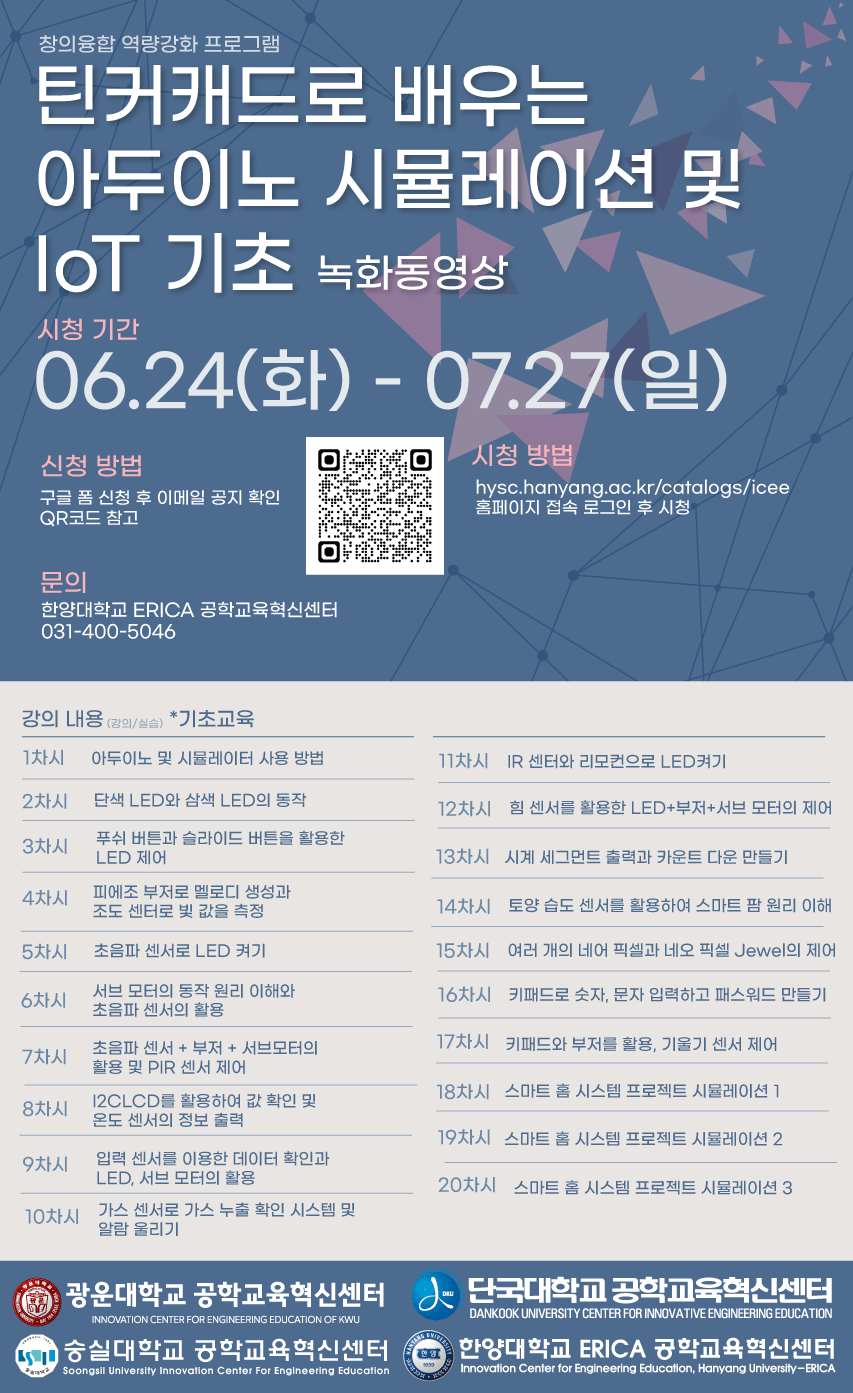 창의융합 역량강화 프로그램
틴커캐드로 배우는
아두이노 시뮬레이션 및
IoT 기초 녹화동영상
시청 기간
06.24(화) - 07.27(일)
신청 방법
구글 폼 신청 후 이메일 공지 확인
QR코드 참고
시청 방법
hysc.hanyang.ac.kr/catalogs/icee
홈페이지 접속 로그인 후 시청
문의
한양대학교 ERICA 공학교육혁신센터
031-400-5046
강의 내용 (강의/실습) *기초교육
1차시 아두이노 및 시뮬레이터 사용 방법
2차시 단색 LED와 삼색 LED의 동작
3차시 푸쉬 버튼과 슬라이드 버튼을 활용한
LED 제어
4차시 피에조 부저로 멜로디 생성과
조도 센터로 빛 값을 측정
5차시 초음파 센서로 LED 켜기
6차시 서브 모터의 동작 원리 이해와
초음파 센서의 활용
7차시 초음파 센서 + 부저 + 서브모터의
활용 및 PIR 센서 제어
8차시 I2CLCD를 활용하여 값 확인 및
온도 센서의 정보 출력
9차시 입력 센서를 이용한 데이터 확인과
LED, 서브 모터의 활용
10차시 가스 센서로 가스 누출 확인 시스템 및
알람 울리기
11차시 IR 센터와 리모컨으로 LED켜기
12차시 힘 센서를 활용한 LED+부저+서브 모터의 제어
13차시 시계 세그먼트 출력과 카운트 다운 만들기
14차시 토양 습도 센서를 활용하여 스마트 팜 원리 이해
15차시 여러 개의 네어 픽셀과 네오 픽셀 Jewel의 제어
16차시 키패드로 숫자, 문자 입력하고 패스워드 만들기
17차시 키패드와 부저를 활용, 기울기 센서 제어
18차시 스마트 홈 시스템 프로젝트 시뮬레이션 1
19차시 스마트 홈 시스템 프로젝트 시뮬레이션 2
20차시 스마트 홈 시스템 프로젝트 시뮬레이션 3
광운대학교 공학교육혁신센터
INNOVATION CENTER FOR ENGINEERING EDUCATION OF KWU
DKU
단국대학교 공학교육혁신센터
DANKOOK UNIVERSITY CENTER FOR INNOVATIVE ENGINEERING EDUCATION
숭실대학교 공학교육혁신센터
Soongsil University Innovation Center For Engineering Education
HANYANG UNIVERSITY
한양
1939
한양대학교 ERICA 공학교육혁신센터
Innovation Center for Engineering Education, Hanyang University-ERICA